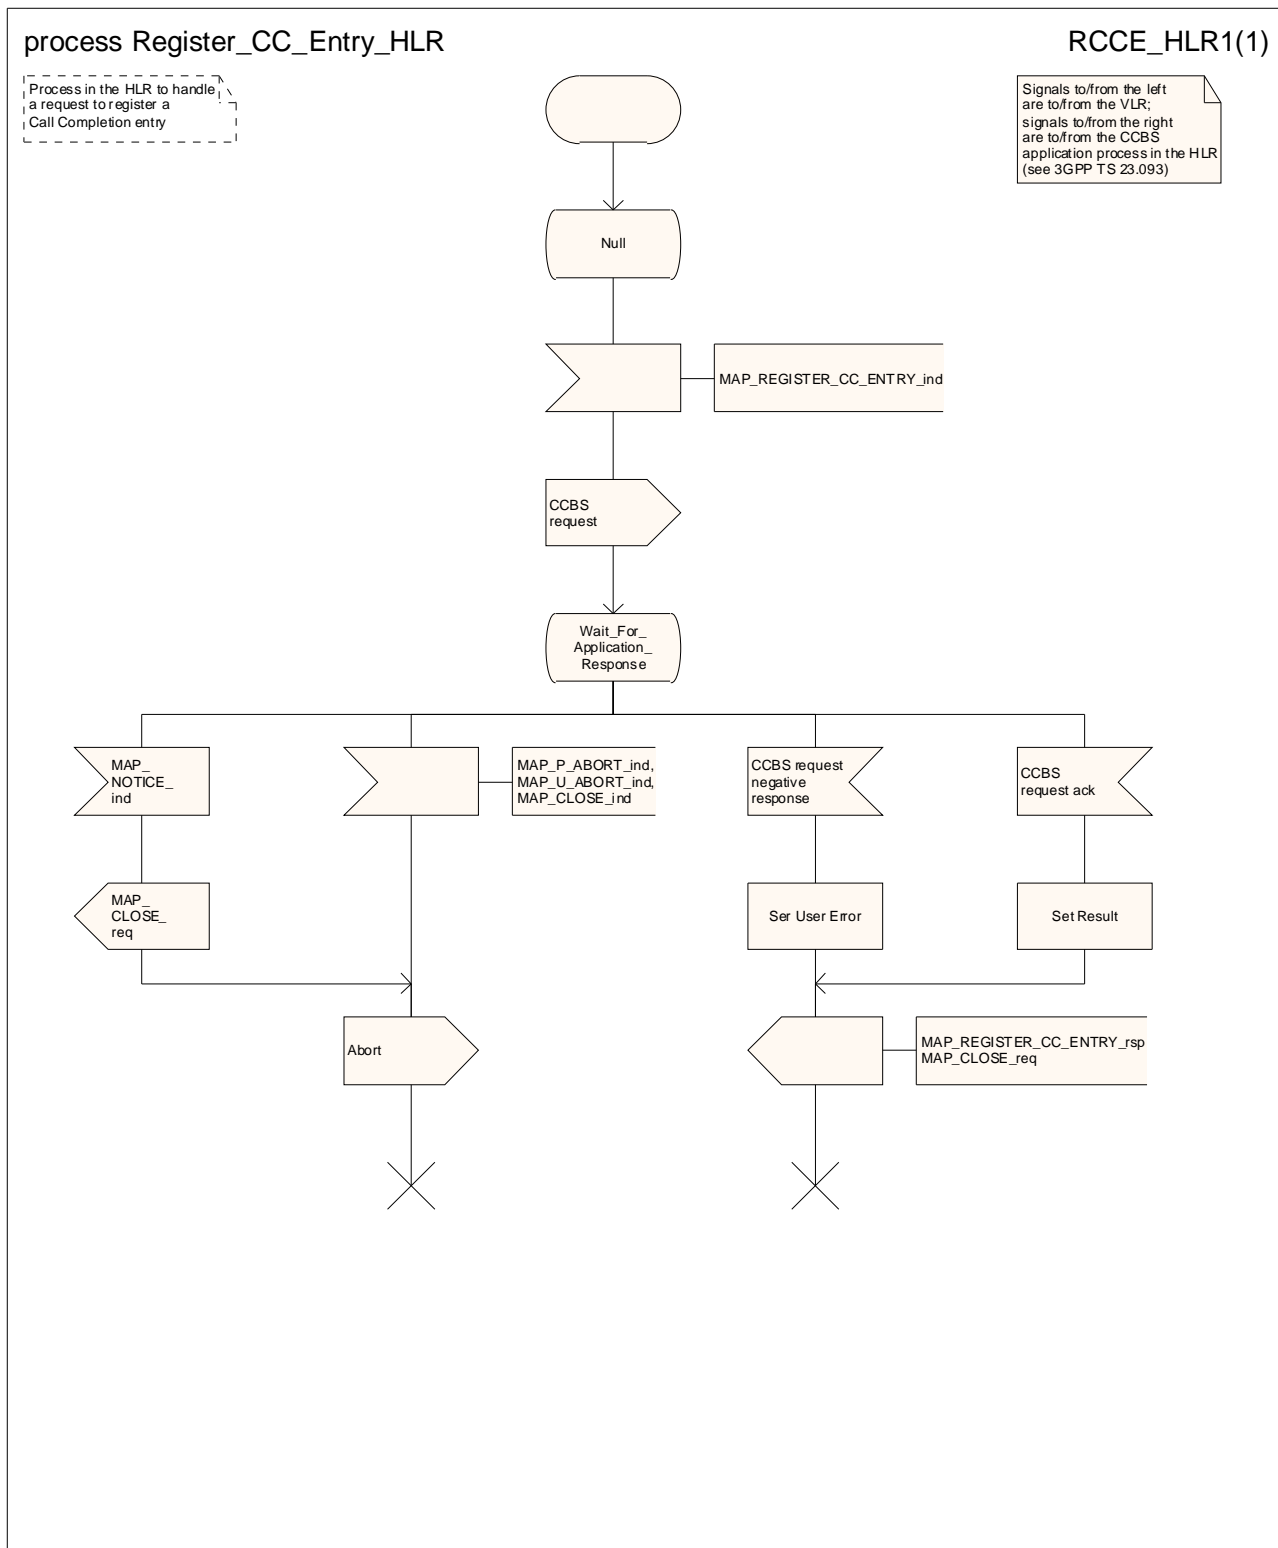 process Register_CC_Entry_HLR
RCCE_HLR1(1)
Process in the HLR to handle
a request to register a
Call Completion entry
Signals to/from the left
are to/from the VLR;
signals to/from the right
are to/from the CCBS
application process in the HLR
(see 3GPP TS 23.093)
Null
MAP_REGISTER_CC_ENTRY_ind
CCBS
request
Wait_For_
Application_
Response
MAP_
NOTICE_
ind
MAP_P_ABORT_ind,
MAP_U_ABORT_ind,
MAP_CLOSE_ind
CCBS request
negative
response
CCBS
request ack
MAP_
CLOSE_
req
Ser User Error
Set Result
Abort
MAP_REGISTER_CC_ENTRY_rsp
MAP_CLOSE_req